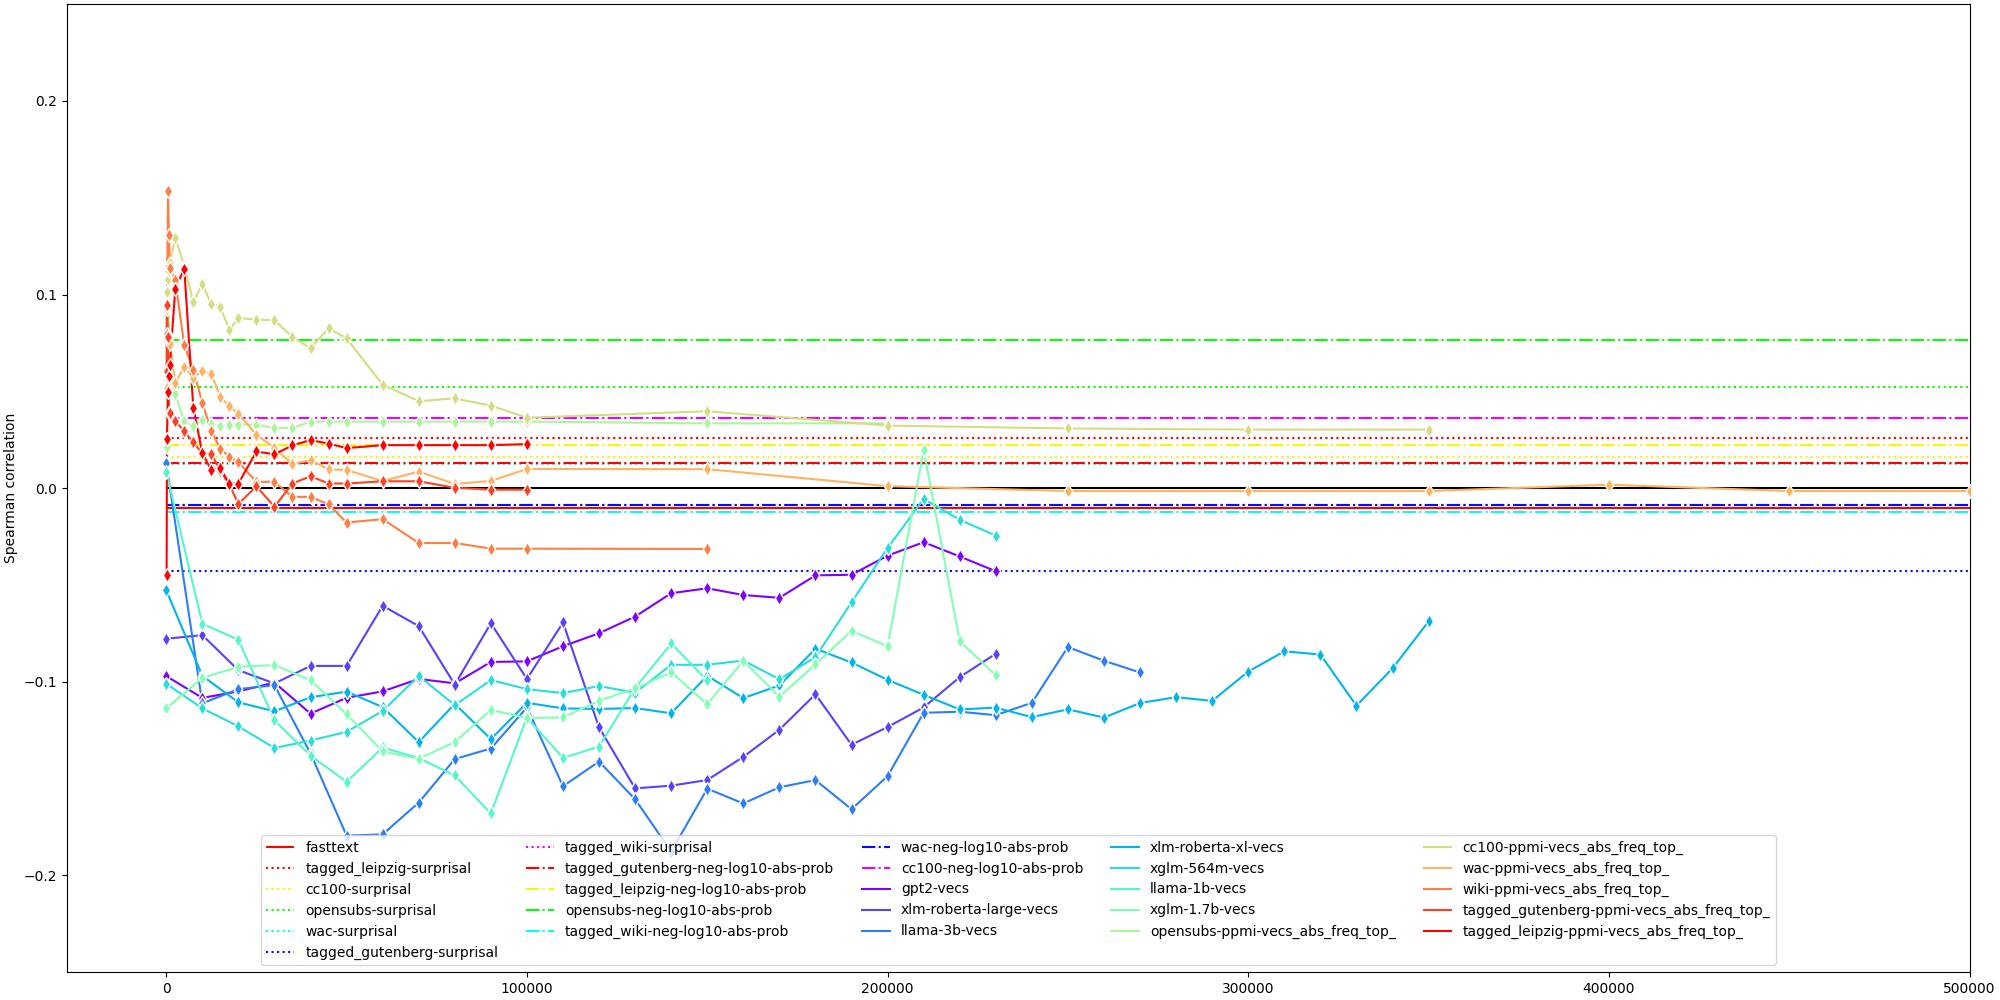 0.2
0.1
0.0
−0.1
−0.2
Spearman correlation
0
100000
200000
300000
400000
500000
fasttext
tagged_leipzig-surprisal
cc100-surprisal
opensubs-surprisal
wac-surprisal
tagged_gutenberg-surprisal
tagged_wiki-surprisal
tagged_gutenberg-neg-log10-abs-prob
tagged_leipzig-neg-log10-abs-prob
opensubs-neg-log10-abs-prob
tagged_wiki-neg-log10-abs-prob
wac-neg-log10-abs-prob
cc100-neg-log10-abs-prob
gpt2-vecs
xlm-roberta-large-vecs
llama-3b-vecs
xlm-roberta-xl-vecs
xglm-564m-vecs
llama-1b-vecs
xglm-1.7b-vecs
opensubs-ppmi-vecs_abs_freq_top_
cc100-ppmi-vecs_abs_freq_top_
wac-ppmi-vecs_abs_freq_top_
wiki-ppmi-vecs_abs_freq_top_
tagged_gutenberg-ppmi-vecs_abs_freq_top_
tagged_leipzig-ppmi-vecs_abs_freq_top_